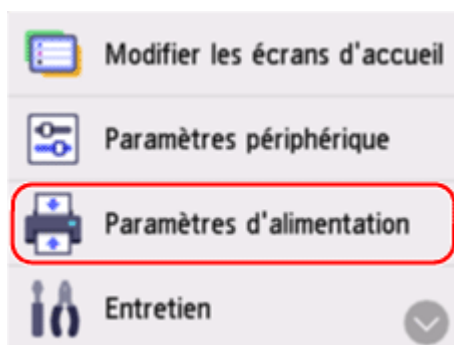 Modifier les écrans d'accueil
Paramètres périphérique
Paramètres d'alimentation
Entretien